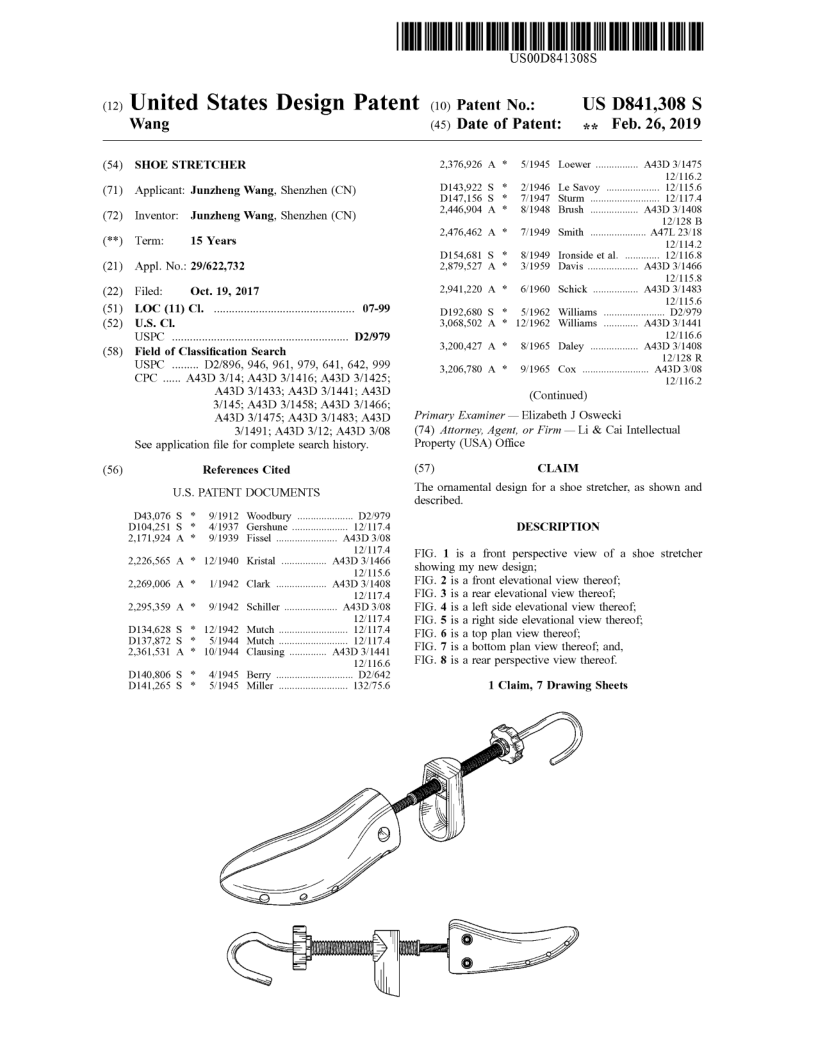 US00D841308S
(12) United States Design Patent
Wang
(10) Patent No.: US D841,308 S
(45) Date of Patent: ** Feb. 26, 2019
(54) SHOE STRETCHER
(71) Applicant: Junzheng Wang, Shenzhen (CN)
(72) Inventor: Junzheng Wang, Shenzhen (CN)
(**) Term: 15 Years
(21) Appl. No.: 29/622,732
(22) Filed: Oct. 19, 2017
(51) LOC (11) Cl. ................................................ 07-99
(52) U.S. Cl.
USPC ............................................................ D2/979
(58) Field of Classification Search
USPC ......... D2/896, 946, 961, 979, 641, 642, 999
CPC ...... A43D 3/14; A43D 3/1416; A43D 3/1425;
A43D 3/1433; A43D 3/1441; A43D
3/145; A43D 3/1458; A43D 3/1466;
A43D 3/1475; A43D 3/1483; A43D
3/1491; A43D 3/12; A43D 3/08
See application file for complete search history.
(56) References Cited
U.S. PATENT DOCUMENTS
D43,076 S * 9/1912 Woodbury ..................... D2/979
D104,251 S * 4/1937 Gershune ..................... 12/117.4
2,171,924 A * 9/1939 Fissel ....................... A43D 3/08
12/117.4
2,226,565 A * 12/1940 Kristal ................. A43D 3/1466
12/115.6
2,269,006 A * 1/1942 Clark ................... A43D 3/1408
12/117.4
2,295,359 A * 9/1942 Schiller .................... A43D 3/08
12/117.4
D134,628 S * 12/1942 Mutch .......................... 12/117.4
D137,872 S * 5/1944 Mutch .......................... 12/117.4
2,361,531 A * 10/1944 Clausing .............. A43D 3/1441
12/116.6
D140,806 S * 4/1945 Berry ............................. D2/642
D141,265 S * 5/1945 Miller .......................... 132/75.6
2,376,926 A * 5/1945 Loewer ................ A43D 3/1475
12/116.2
D143,922 S * 2/1946 Le Savoy .................... 12/115.6
D147,156 S * 7/1947 Sturm .......................... 12/117.4
2,446,904 A * 8/1948 Brush .................. A43D 3/1408
12/128 B
2,476,462 A * 7/1949 Smith ..................... A47L 23/18
12/114.2
D154,681 S * 8/1949 Ironside et al. ............. 12/116.8
2,879,527 A * 3/1959 Davis ................... A43D 3/1466
12/115.8
2,941,220 A * 6/1960 Schick ................. A43D 3/1483
12/115.6
D192,680 S * 5/1962 Williams ....................... D2/979
3,068,502 A * 12/1962 Williams ............. A43D 3/1441
12/116.6
3,200,427 A * 8/1965 Daley .................. A43D 3/1408
12/128 R
3,206,780 A * 9/1965 Cox ......................... A43D 3/08
12/116.2
(Continued)
Primary Examiner — Elizabeth J Oswecki
(74) Attorney, Agent, or Firm — Li & Cai Intellectual
Property (USA) Office
(57) CLAIM
The ornamental design for a shoe stretcher, as shown and
described.
DESCRIPTION
FIG. 1 is a front perspective view of a shoe stretcher
showing my new design;
FIG. 2 is a front elevational view thereof;
FIG. 3 is a rear elevational view thereof;
FIG. 4 is a left side elevational view thereof;
FIG. 5 is a right side elevational view thereof;
FIG. 6 is a top plan view thereof;
FIG. 7 is a bottom plan view thereof; and,
FIG. 8 is a rear perspective view thereof.
1 Claim, 7 Drawing Sheets